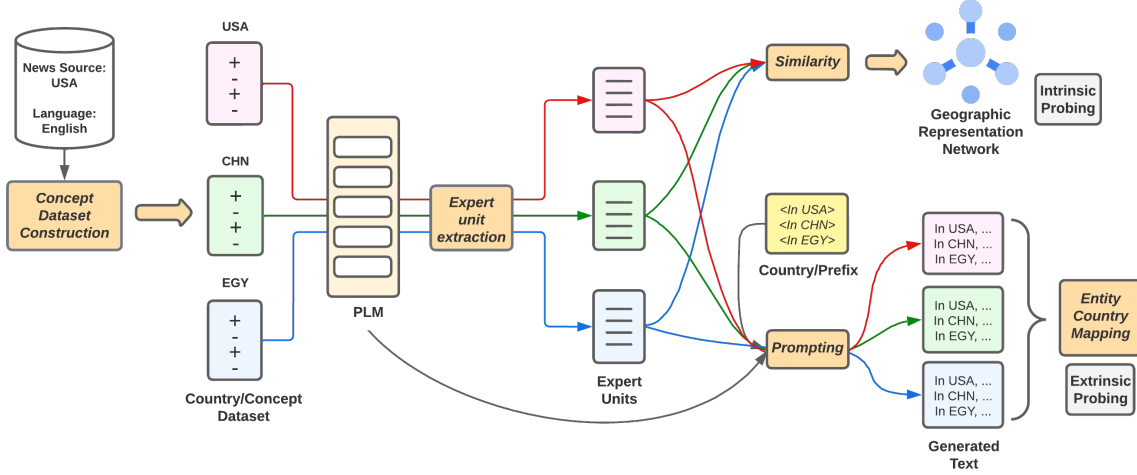 News Source:
USA
Language:
English
Concept
Dataset
Construction
USA
+
-
+
-
CHN
+
-
+
-
EGY
+
-
+
-
Country/Concept
Dataset
PLM
Expert
unit
extraction
Expert
Units
Similarity
Geographic
Representation
Network
Intrinsic
Probing
<In USA>
<In CHN>
<In EGY>
Country/Prefix
Prompting
In USA, ...
In CHN, ...
In EGY, ...
In USA, ...
In CHN, ...
In EGY, ...
In USA, ...
In CHN, ...
In EGY, ...
Generated
Text
Entity
Country
Mapping
Extrinsic
Probing